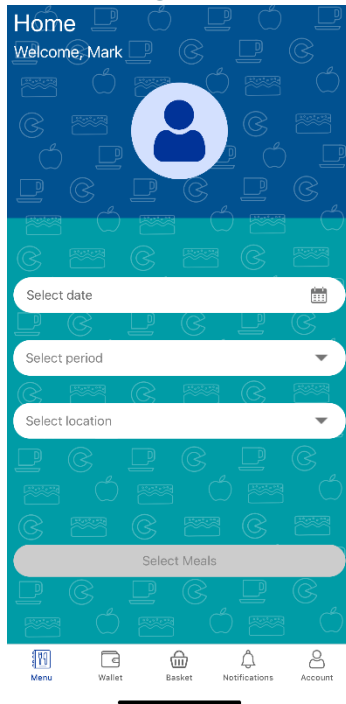 Home
Welcome, Mark
Select date
Select period
Select location
Select Meals
Menu Wallet Basket Notifications Account